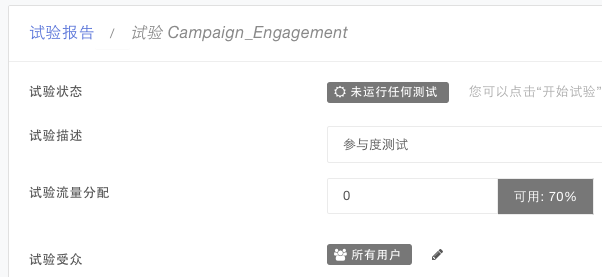 试验报告 / 试验 Campaign_Engagement
试验状态 未运行任何测试 您可以点击“开始试验”
试验描述 参与度测试
试验流量分配 0 可用: 70%
试验受众 所有用户